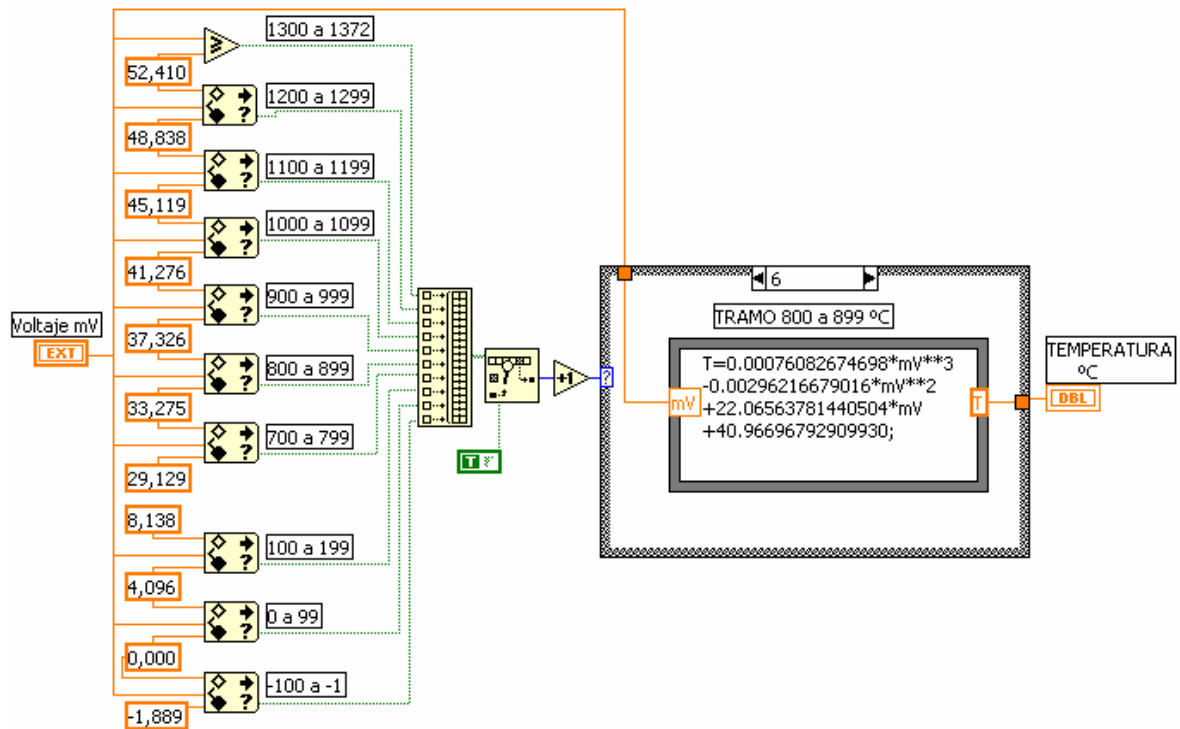 1300 a 1372
52,410
1200 a 1299
48,838
1100 a 1199
45,119
1000 a 1099
41,276
900 a 999
37,326
800 a 899
33,275
700 a 799
29,129
8,138
100 a 199
4,096
0 a 99
0,000
-100 a -1
-1,889
Voltaje mV
EXT
?
?
?
?
?
?
?
?
?
T
+1
?
6
TRAMO 800 a 899 ºC
mV
T=0.00076082674698*mV**3
-0.00296216679016*mV**2
+22.06563781440504*mV
+40.96696792909930;
T
TEMPERATURA
ºC
DBL